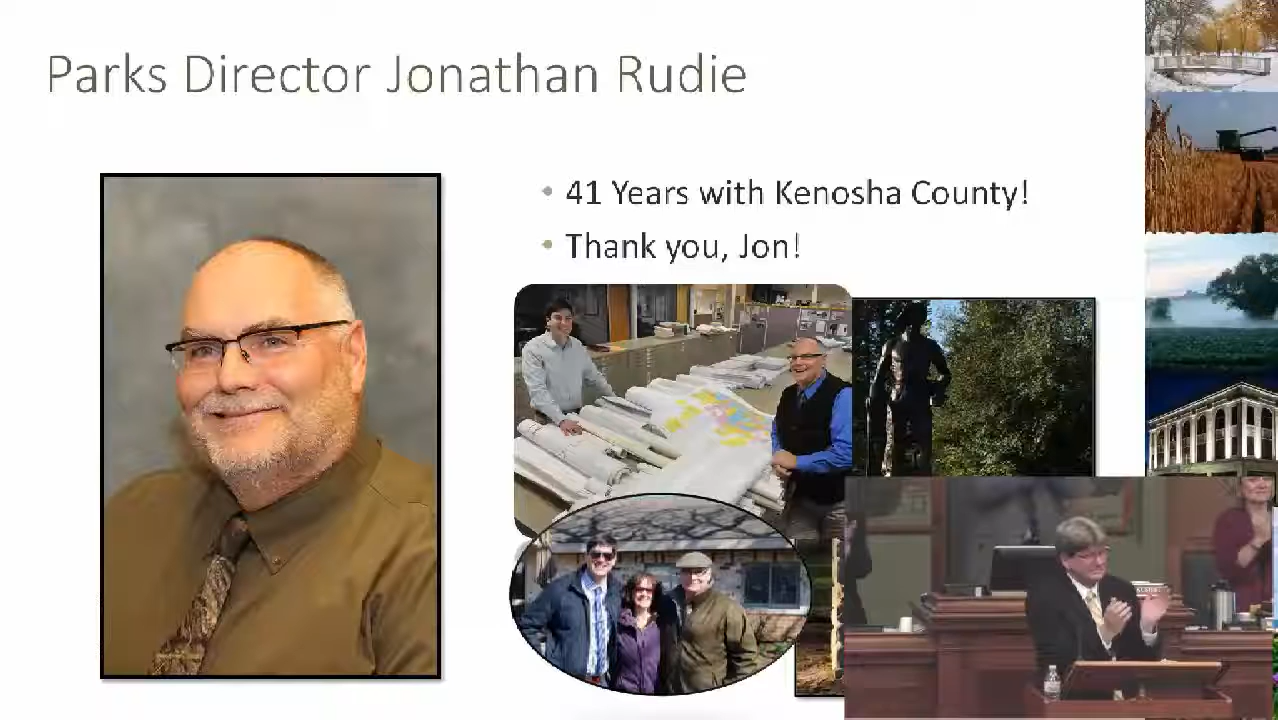 Parks Director Jonathan Rudie
41 Years with Kenosha County!
Thank you, Jon!